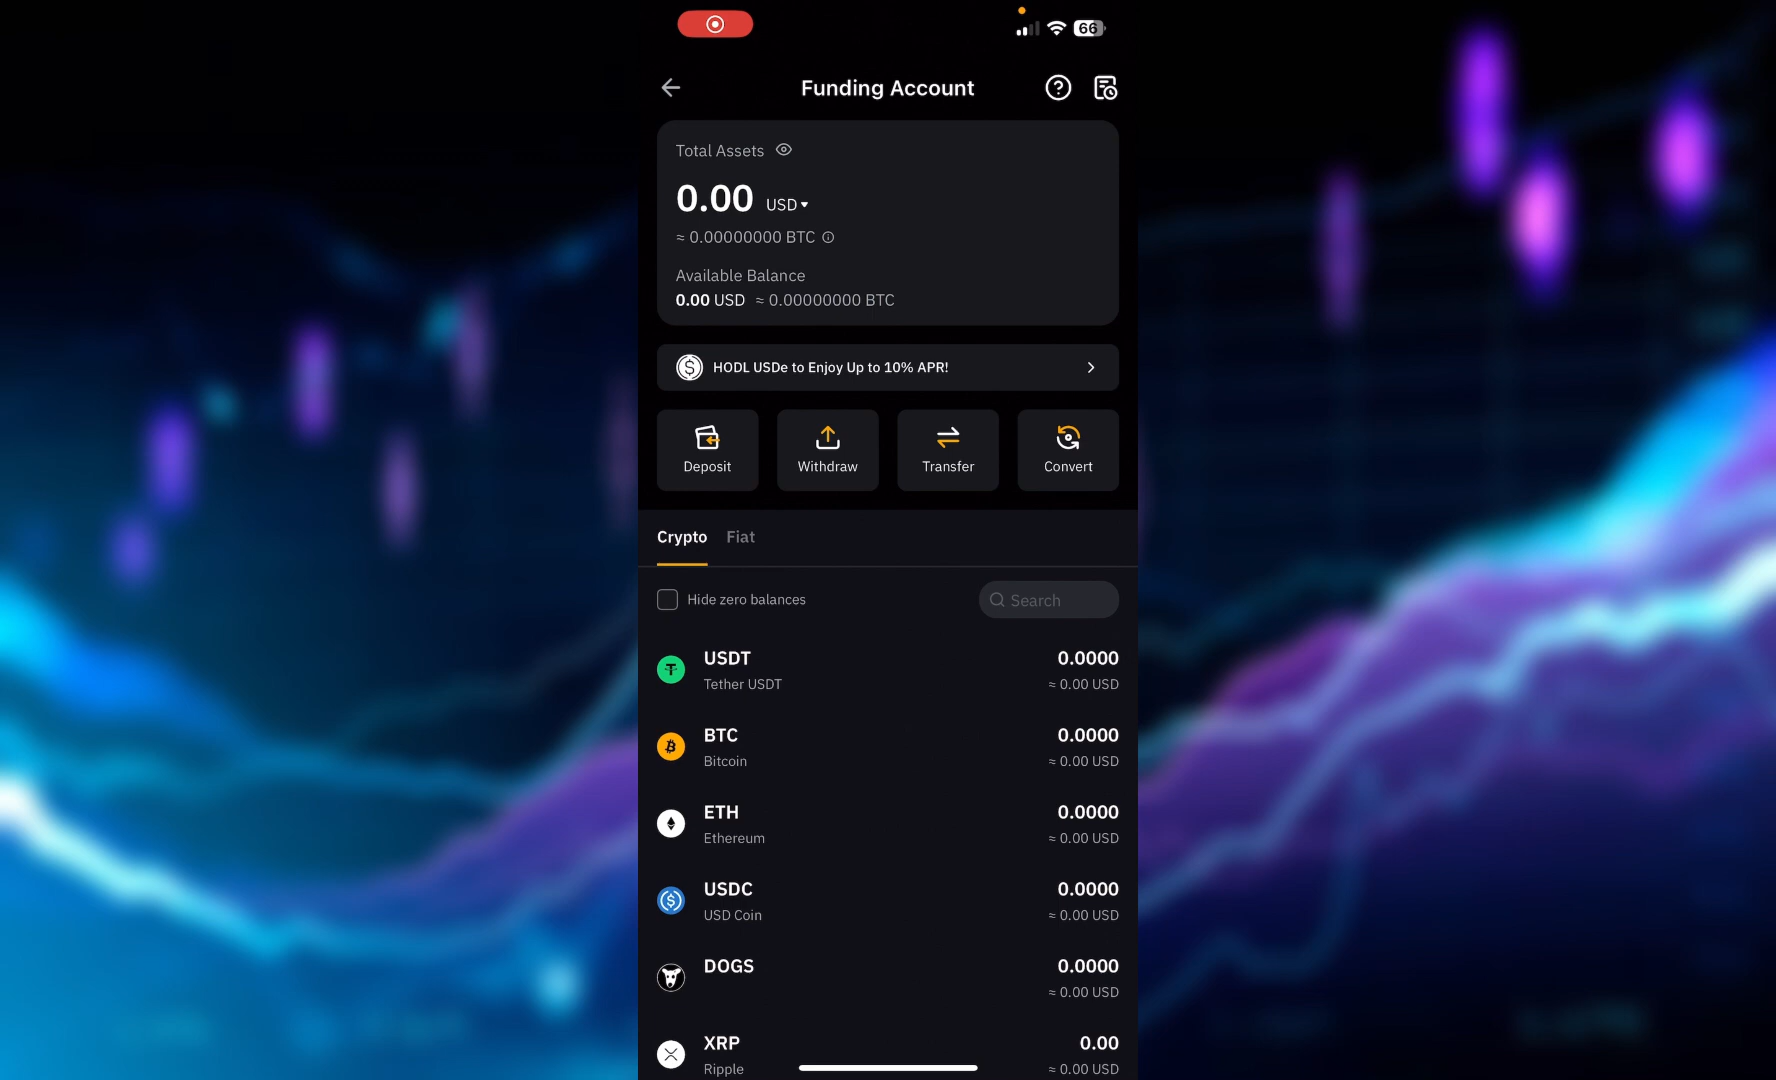 66
Funding Account
Total Assets
0.00 USD
≈ 0.00000000 BTC
Available Balance
0.00 USD ≈ 0.00000000 BTC
HODL USDe to Enjoy Up to 10% APR!
Deposit Withdraw Transfer Convert
Crypto Fiat
Hide zero balances Search
USDT 0.0000
Tether USDT ≈ 0.00 USD
BTC 0.0000
Bitcoin ≈ 0.00 USD
ETH 0.0000
Ethereum ≈ 0.00 USD
USDC 0.0000
USD Coin ≈ 0.00 USD
DOGS 0.0000
≈ 0.00 USD
XRP 0.00
Ripple ≈ 0.00 USD